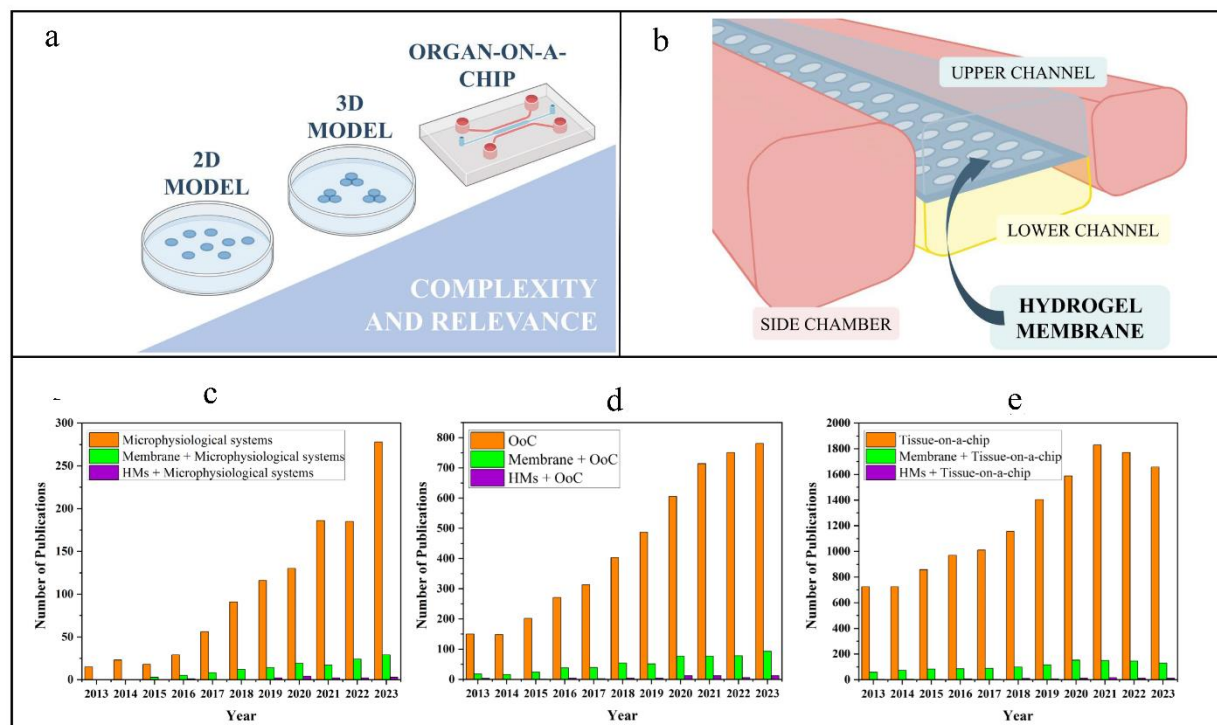 a
2D
MODEL
3D
MODEL
ORGAN-ON-A-
CHIP
COMPLEXITY
AND RELEVANCE
b
UPPER CHANNEL
LOWER CHANNEL
SIDE CHAMBER
HYDROGEL
MEMBRANE
c
Number of Publications
300
250
200
150
100
50
0
Microphysiological systems
Membrane + Microphysiological systems
HMs + Microphysiological systems
2013 2014 2015 2016 2017 2018 2019 2020 2021 2022 2023
Year
d
Number of Publications
800
700
600
500
400
300
200
100
0
OoC
Membrane + OoC
HMs + OoC
2013 2014 2015 2016 2017 2018 2019 2020 2021 2022 2023
Year
e
Number of Publications
2000
1800
1600
1400
1200
1000
800
600
400
200
0
Tissue-on-a-chip
Membrane + Tissue-on-a-chip
HMs + Tissue-on-a-chip
2013 2014 2015 2016 2017 2018 2019 2020 2021 2022 2023
Year